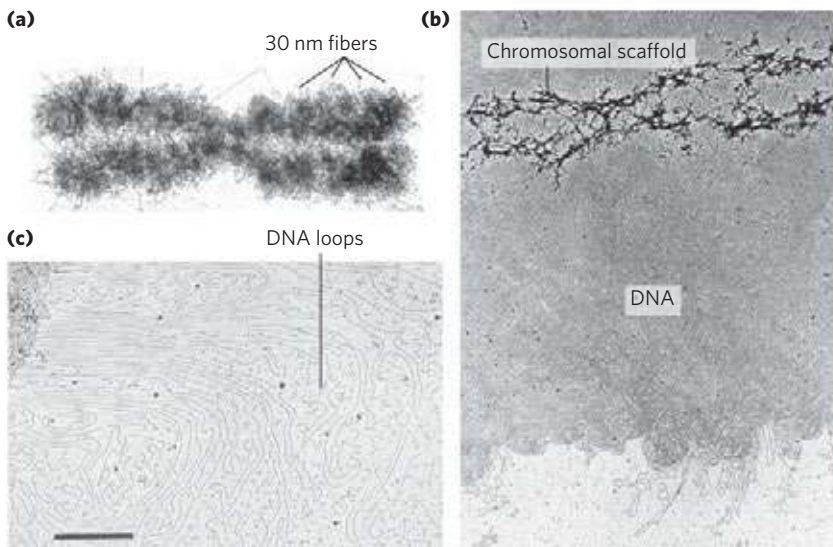 (a)
30 nm fibers
(b)
Chromosomal scaffold
(c)
DNA loops
DNA